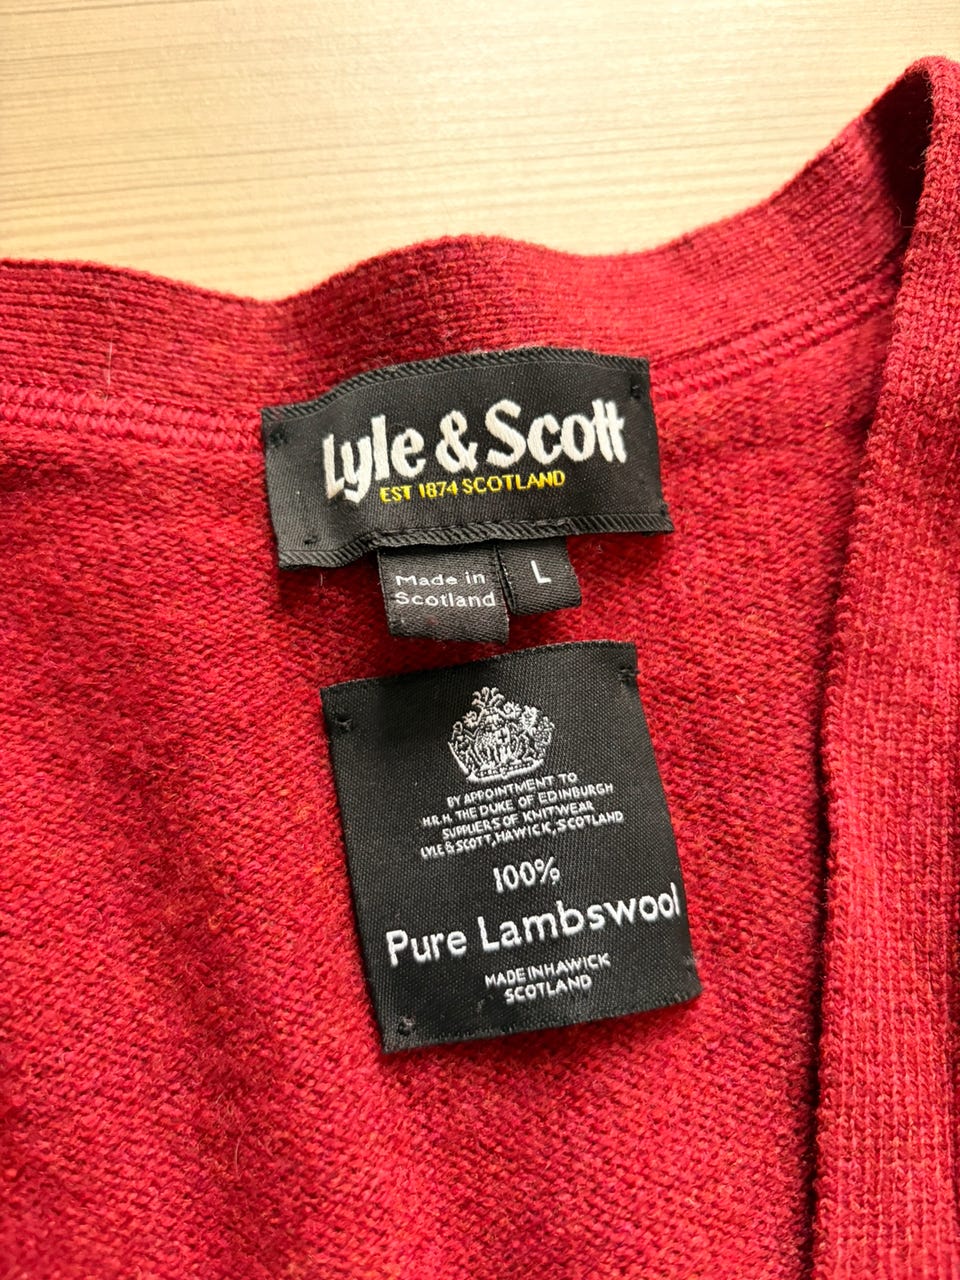 Lyle & Scott
EST 1874 SCOTLAND
Made in
Scotland
L
BY APPOINTMENT TO
H.R.H. THE DUKE OF EDINBURGH
SUPPLIERS OF KNITWEAR
LYLE & SCOTT, HAWICK, SCOTLAND
100%
Pure Lambswool
MADE IN HAWICK
SCOTLAND